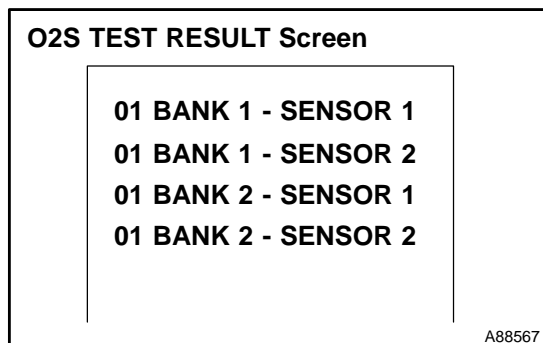 O2S TEST RESULT Screen
01 BANK 1 - SENSOR 1
01 BANK 1 - SENSOR 2
01 BANK 2 - SENSOR 1
01 BANK 2 - SENSOR 2
A88567